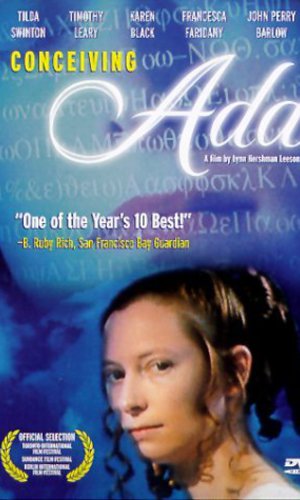 TILDA SWINTON
TIMOTHY LEARY
KAREN BLACK
FRANCESCA FARIDANY
JOHN PERRY BARLOW
CONCEIVING
Ada
A film by Lynn Hershman Leeson
"One of the Year's 10 Best!"
–B. Ruby Rich, San Francisco Bay Guardian
OFFICIAL SELECTION
TORONTO INTERNATIONAL
FILM FESTIVAL
SUNDANCE FILM FESTIVAL
BERLIN INTERNATIONAL
FILM FESTIVAL